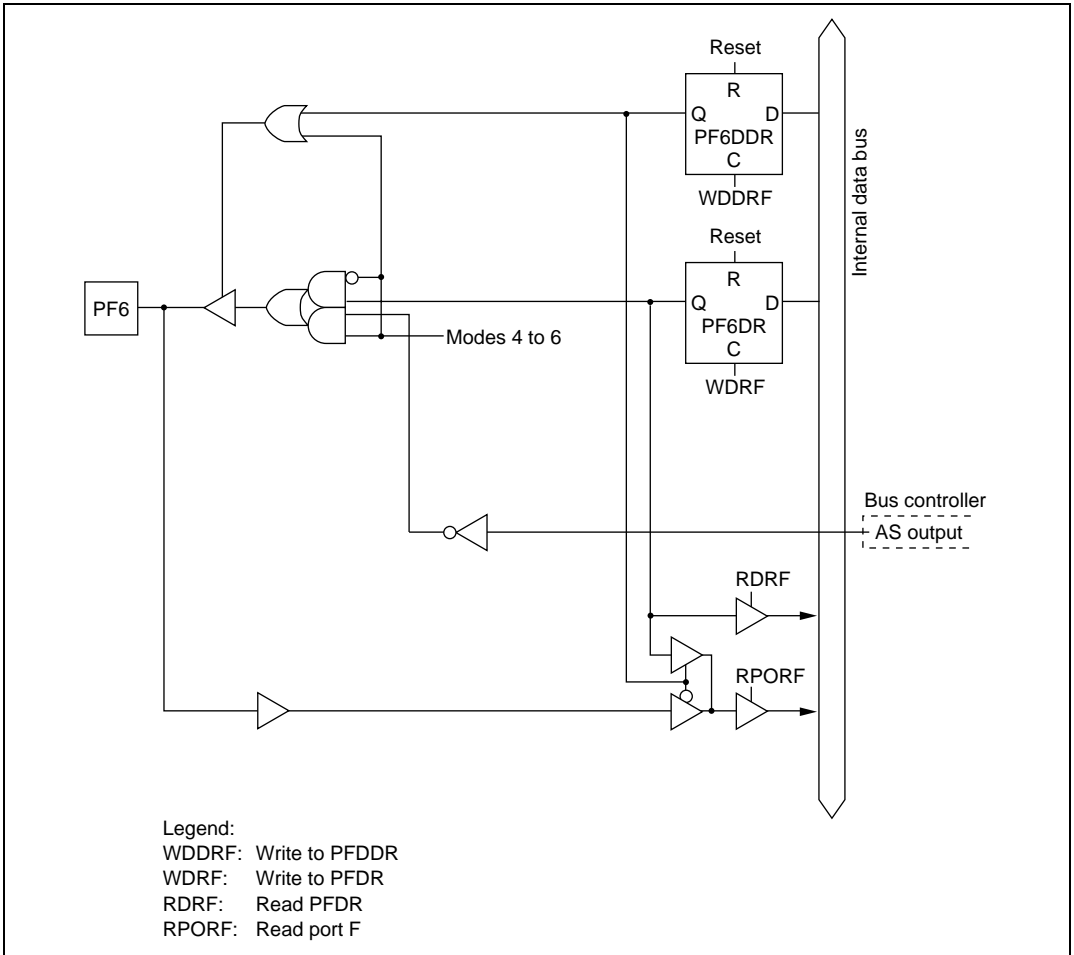 Reset
R
Q D
PF6DDR
C
WDDRF
Internal data bus
Reset
R
Q D
PF6DR
C
WDRF
PF6
Modes 4 to 6
Bus controller
AS output
RDRF
RPORF
Legend:
WDDRF: Write to PFDDR
WDRF: Write to PFDR
RDRF: Read PFDR
RPORF: Read port F